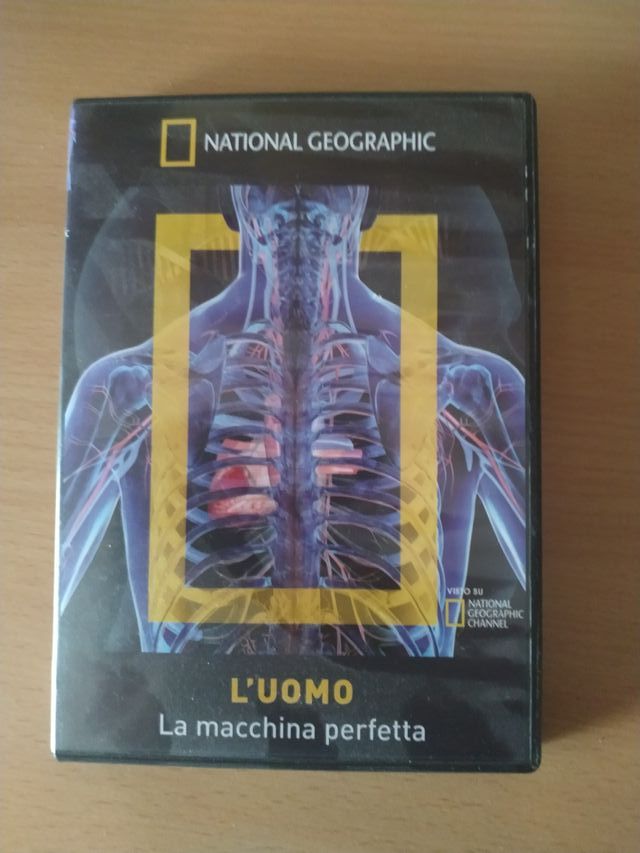 NATIONAL GEOGRAPHIC
VISTO SU
NATIONAL
GEOGRAPHIC
CHANNEL
L'UOMO
La macchina perfetta